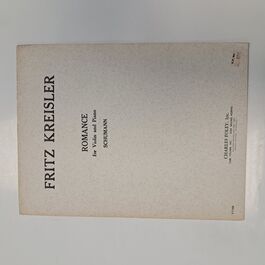 FRITZ KREISLER
ROMANCE
for Violin and Piano
SCHUMANN
CHARLES FOLEY, Inc.